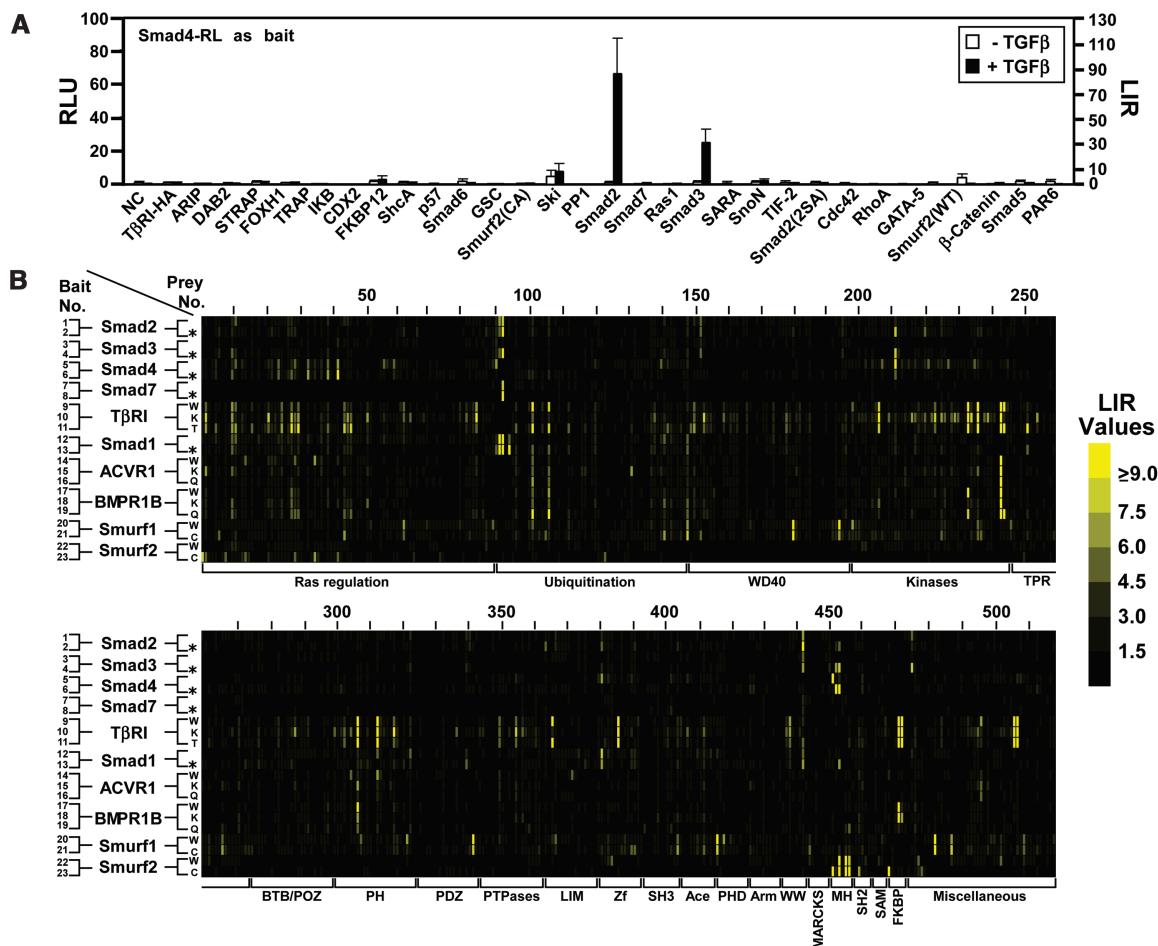 A
Smad4-RL as bait
- TGFβ
+ TGFβ
RLU
100
80
60
40
20
0
LIR
130
110
90
70
50
30
10
0
NC
TβRI-HA
ARIP
DAB2
STRAP
FOXH1
TRAP
IKB
CDX2
FKBP12
ShcA
p57
Smad6
GSC
Smurf2(CA)
Ski
PP1
Smad2
Smad7
Ras1
Smad3
SARA
SnoN
TIF-2
Smad2(2SA)
Cdc42
RhoA
GATA-5
Smurf2(WT)
β-Catenin
Smad5
PAR6
B
Bait No.
Prey No.
50 100 150 200 250
1 2 Smad2 *
3 4 Smad3 *
5 6 Smad4 *
7 8 Smad7 *
9 10 11 TβRI W K T
12 13 Smad1 *
14 15 16 ACVR1 W K Q
17 18 19 BMPR1B W K Q
20 21 Smurf1 W C
22 23 Smurf2 W C
Ras regulation Ubiquitination WD40 Kinases TPR
300 350 400 450 500
1 2 Smad2 *
3 4 Smad3 *
5 6 Smad4 *
7 8 Smad7 *
9 10 11 TβRI W K T
12 13 Smad1 *
14 15 16 ACVR1 W K Q
17 18 19 BMPR1B W K Q
20 21 Smurf1 W C
22 23 Smurf2 W C
BTB/POZ PH PDZ PTPases LIM Zf SH3 Ace PHD Arm WW MARCKS MH SH2 SAM FKBP Miscellaneous
LIR
Values
≥9.0
7.5
6.0
4.5
3.0
1.5